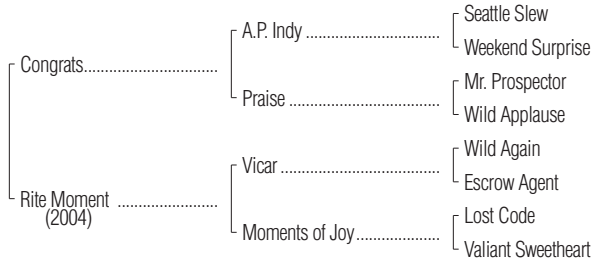 Seattle Slew
A.P. Indy
Weekend Surprise
Congrats
Mr. Prospector
Praise
Wild Applause
Wild Again
Vicar
Escrow Agent
Rite Moment
(2004)
Lost Code
Moments of Joy
Valiant Sweetheart